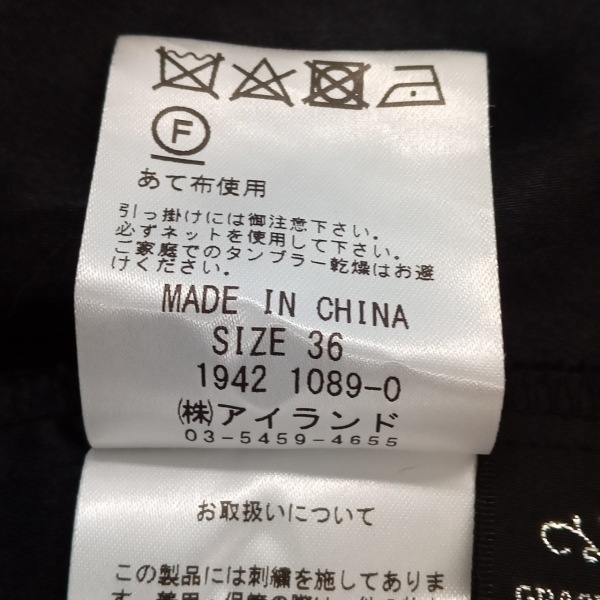 F
あて布使用
引っ掛けには御注意下さい。
必ずネットを使用して下さい。
ご家庭でのタンブラー乾燥はお避
けください。
MADE IN CHINA
SIZE 36
1942 1089-0
㈱アイランド
03-5459-4655
お取扱いについて
この製品には刺繍を施してありま